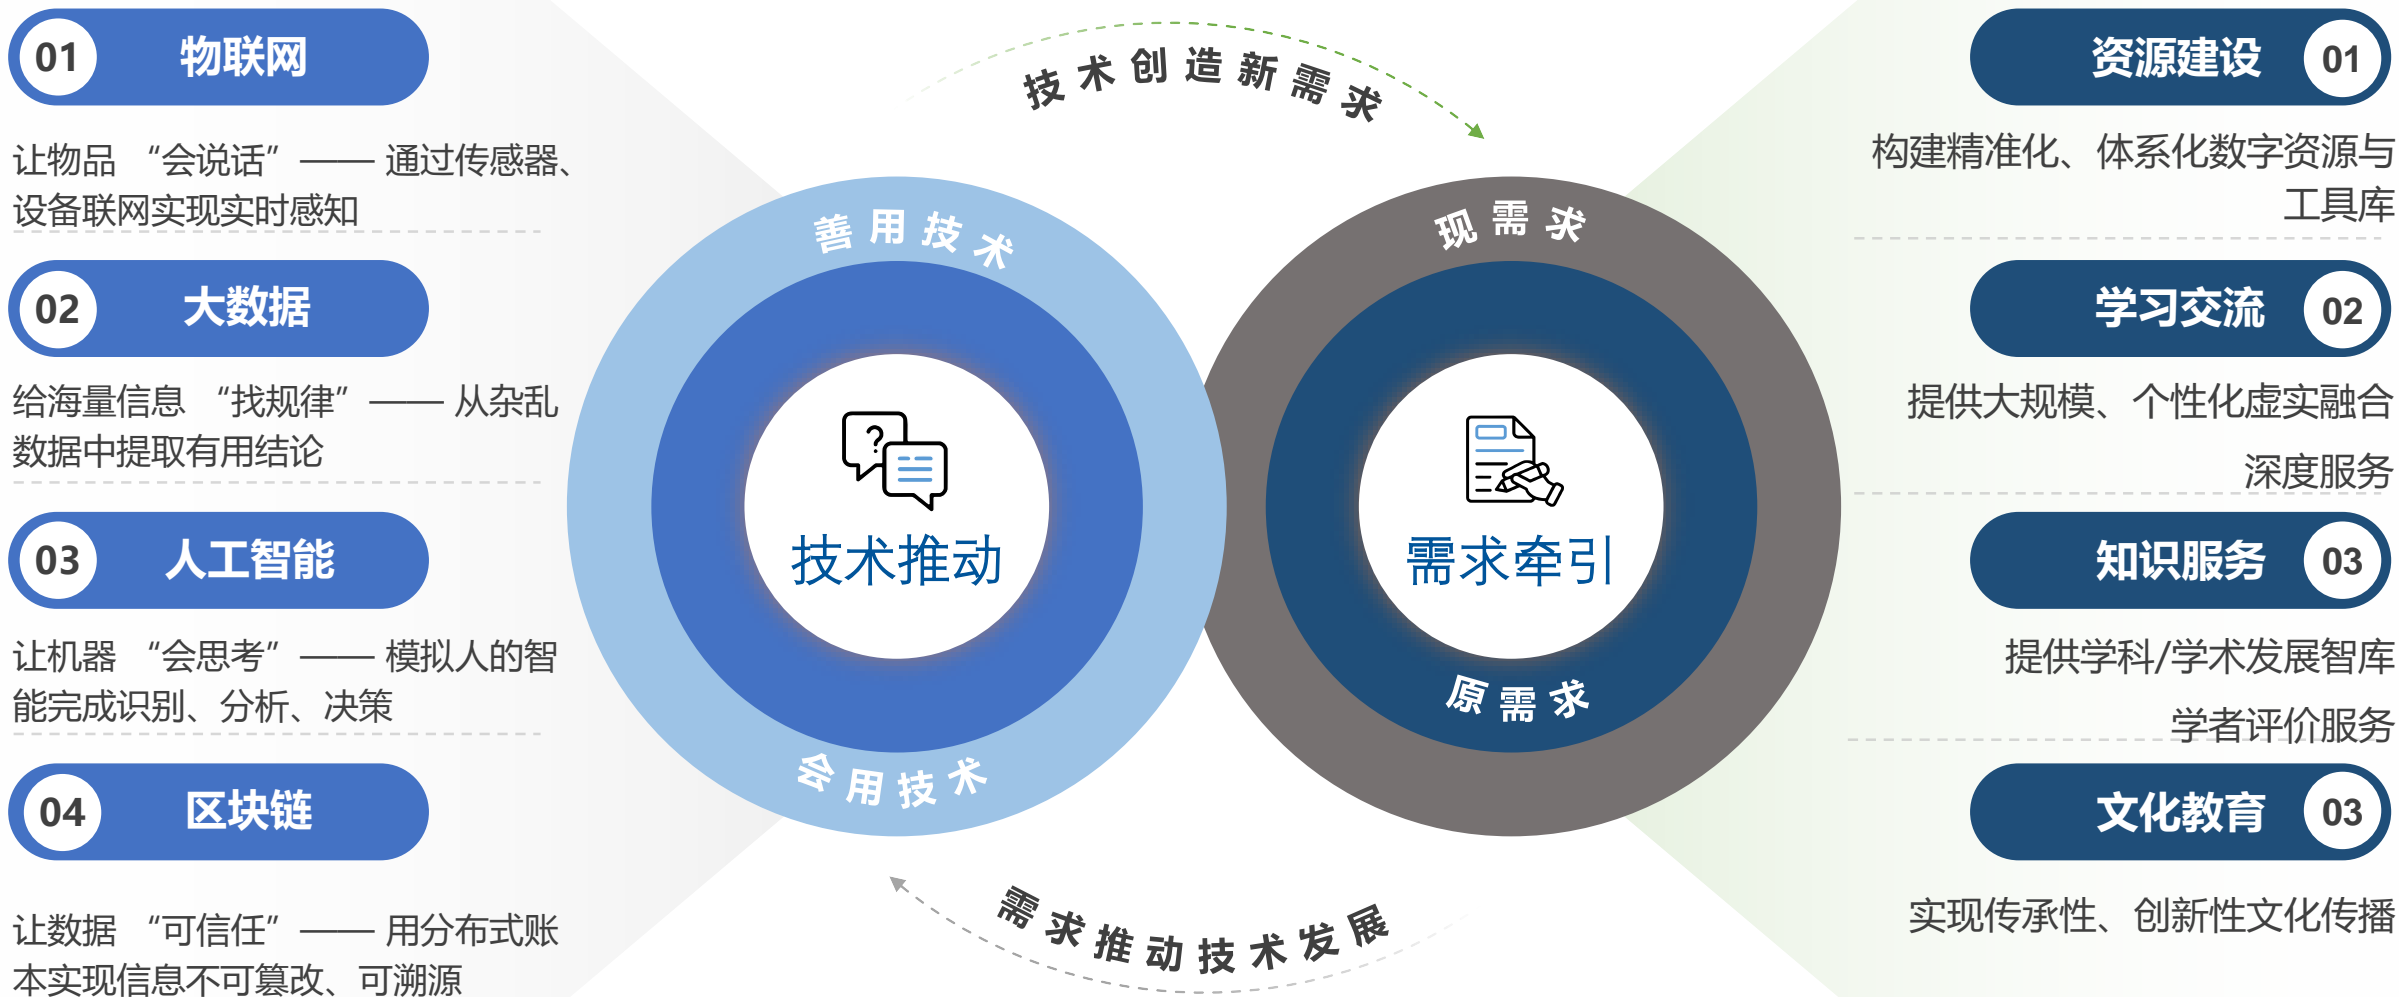 01 物联网
让物品 “会说话” —— 通过传感器、
设备联网实现实时感知
02 大数据
给海量信息 “找规律” —— 从杂乱
数据中提取有用结论
03 人工智能
让机器 “会思考” —— 模拟人的智
能完成识别、分析、决策
04 区块链
让数据 “可信任” —— 用分布式账
本实现信息不可篡改、可溯源
技术创造新需求
善用技术
?
技术推动
会用技术
现需求
需求牵引
原需求
需求推动技术发展
资源建设 01
构建精准化、体系化数字资源与
工具库
学习交流 02
提供大规模、个性化虚实融合
深度服务
知识服务 03
提供学科/学术发展智库
学者评价服务
文化教育 03
实现传承性、创新性文化传播